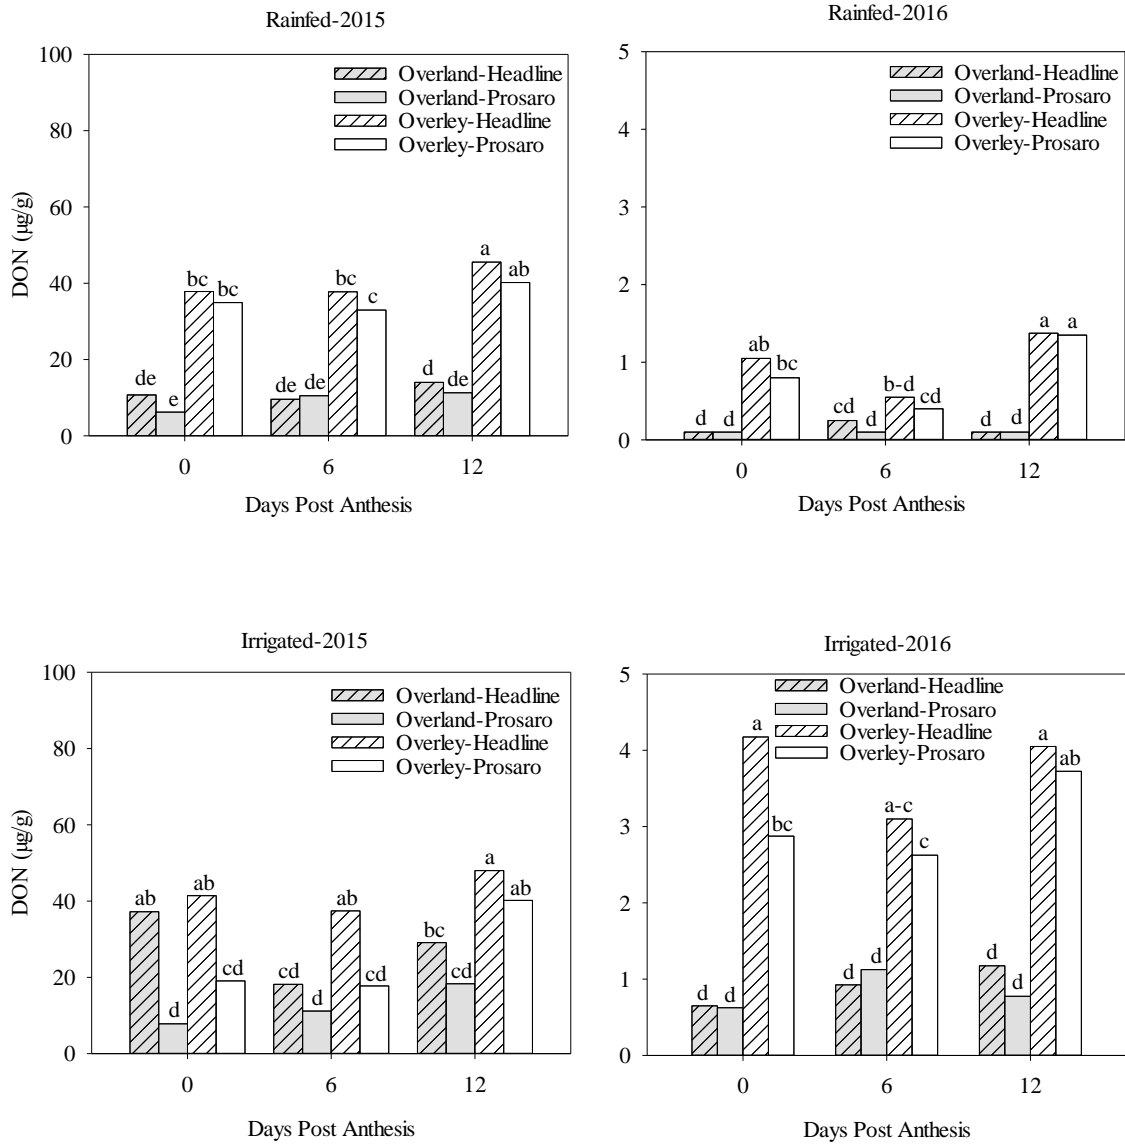 Rainfed-2015
100
80
60
40
20
0
DON (µg/g)
Overland-Headline
Overland-Prosaro
Overley-Headline
Overley-Prosaro
de
e
bc
bc
de
de
bc
c
d
de
a
ab
0
6
12
Days Post Anthesis
Rainfed-2016
5
4
3
2
1
0
Overland-Headline
Overland-Prosaro
Overley-Headline
Overley-Prosaro
d
d
ab
bc
cd
d
b-d
cd
d
d
a
a
0
6
12
Days Post Anthesis
Irrigated-2015
100
80
60
40
20
0
DON (µg/g)
Overland-Headline
Overland-Prosaro
Overley-Headline
Overley-Prosaro
ab
d
ab
cd
cd
d
ab
cd
bc
cd
a
ab
0
6
12
Days Post Anthesis
Irrigated-2016
5
4
3
2
1
0
Overland-Headline
Overland-Prosaro
Overley-Headline
Overley-Prosaro
d
d
a
bc
d
d
a-c
c
d
d
a
ab
0
6
12
Days Post Anthesis